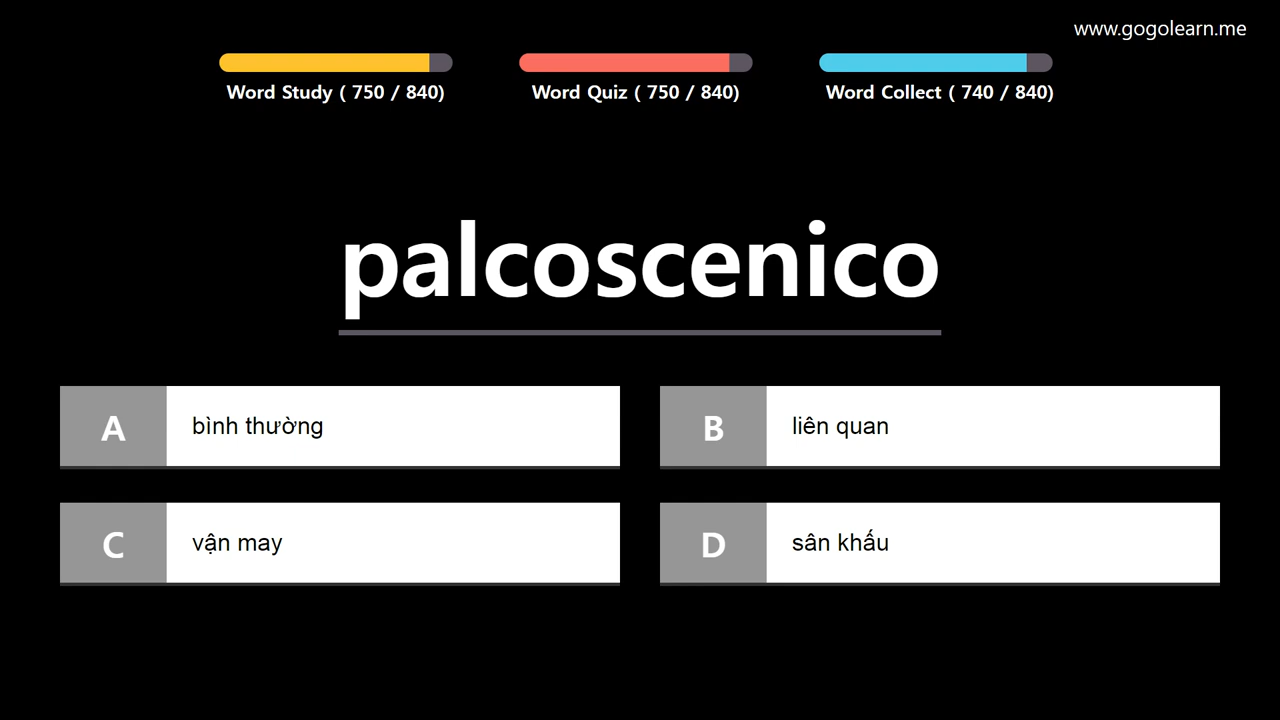 www.gogolearn.me
Word Study ( 750 / 840)
Word Quiz ( 750 / 840)
Word Collect ( 740 / 840)
palcoscenico
A bình thường
B liên quan
C vận may
D sân khấu